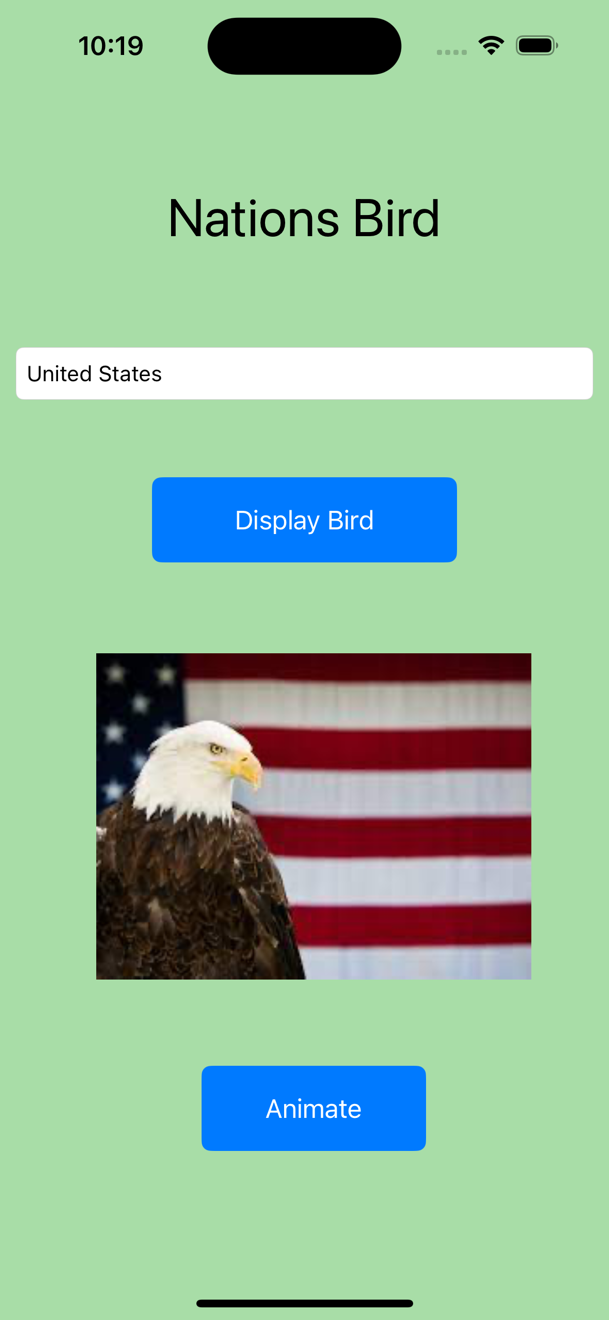 10:19
Nations Bird
United States
Display Bird
Animate